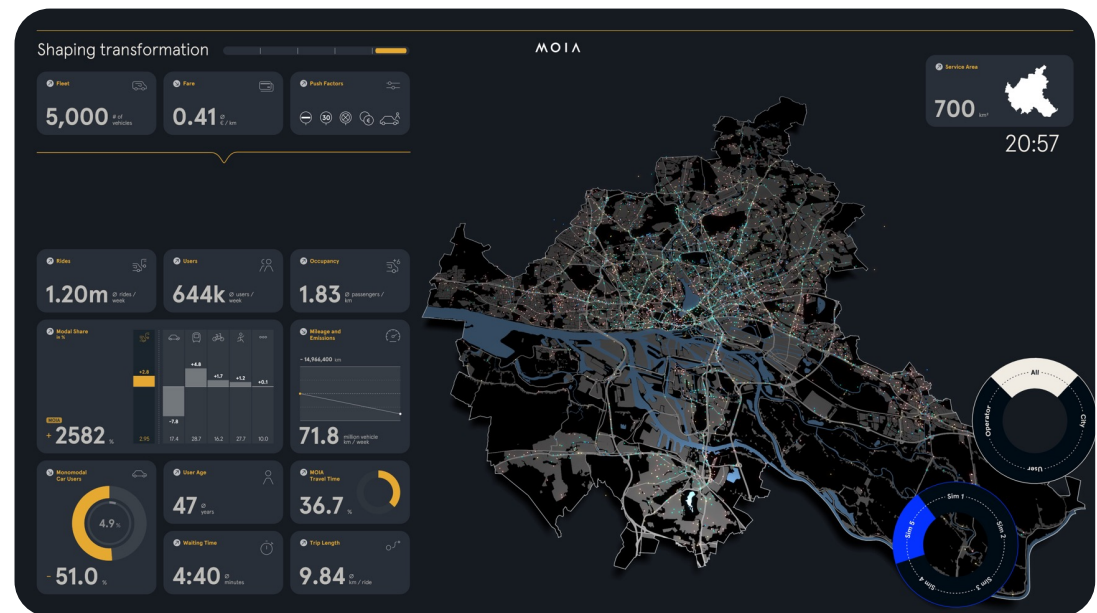 Shaping transformation
MOIA
Fleet
5,000 # of vehicles
Fare
0.41 Ø € / km
Push Factors
30
€
Service Area
700 km²
20:57
Rides
1.20m Ø rides / week
Users
644k Ø users / week
Occupancy
1.83 Ø passengers / km
Modal Share
in %
+2.8
-7.8
+4.8
+1.7
+1.2
+0.1
MOIA
+ 2582 %
2.95
17.4
28.7
16.2
27.7
10.0
Mileage and
Emissions
- 14,966,400 km
71.8 million vehicle km / week
Monomodal
Car Users
4.9 %
- 51.0 %
User Age
47 Ø years
MOIA
Travel Time
36.7 %
Waiting Time
4:40 Ø minutes
Trip Length
9.84 Ø km / ride
All
City
User
Operator
Sim 1
Sim 2
Sim 3
Sim 4
Sim 5